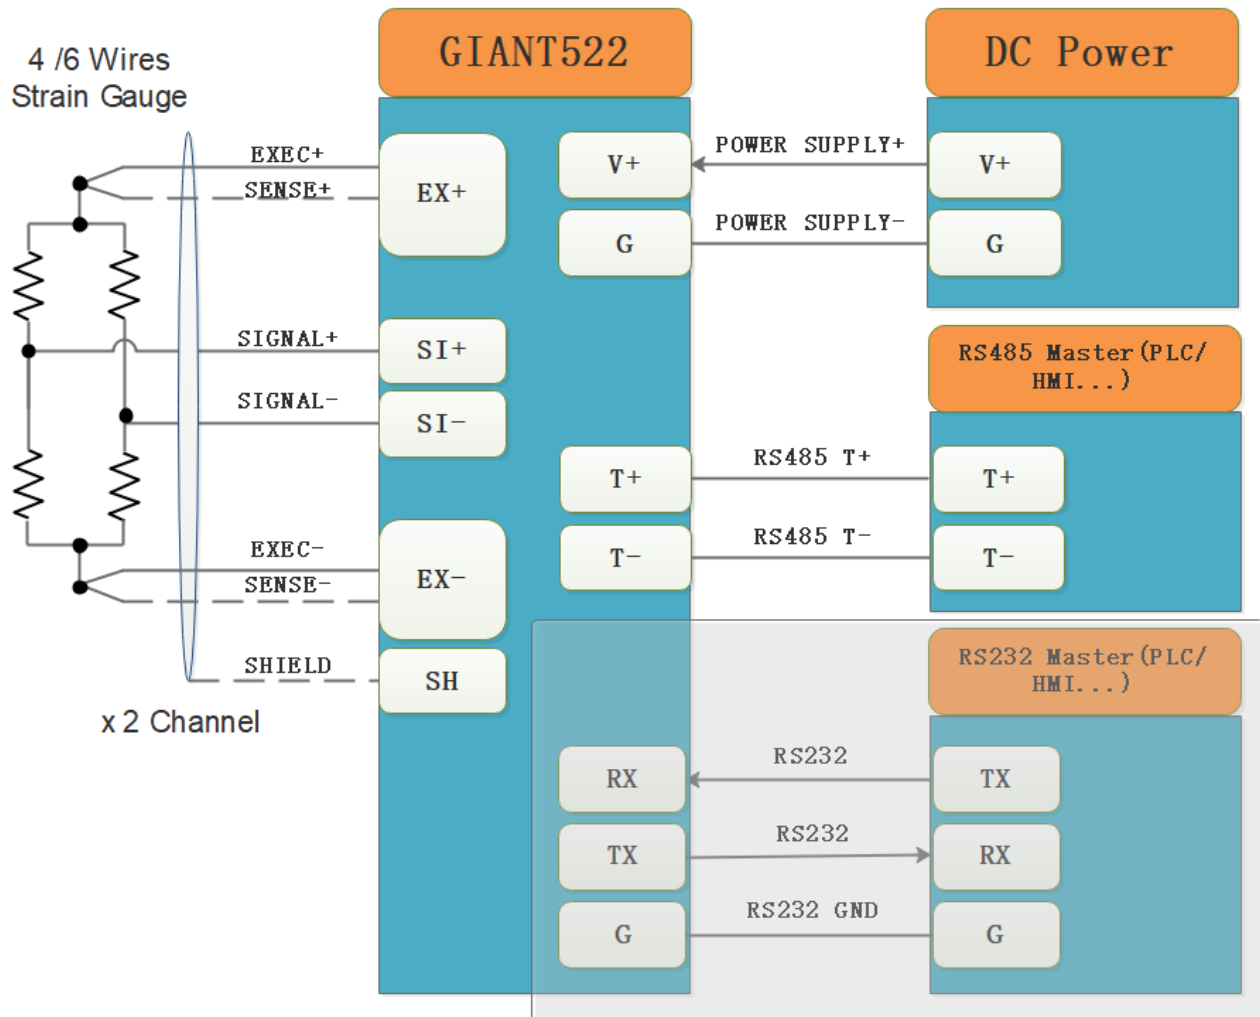 4 /6 Wires
Strain Gauge
EXEC+
SENSE+
SIGNAL+
SIGNAL-
EXEC-
SENSE-
SHIELD
x 2 Channel
GIANT522
EX+
SI+
SI-
EX-
SH
V+
G
T+
T-
RX
TX
G
POWER SUPPLY+
POWER SUPPLY-
RS485 T+
RS485 T-
RS232
RS232
RS232 GND
DC Power
V+
G
RS485 Master(PLC/
HMI...)
T+
T-
RS232 Master(PLC/
HMI...)
TX
RX
G